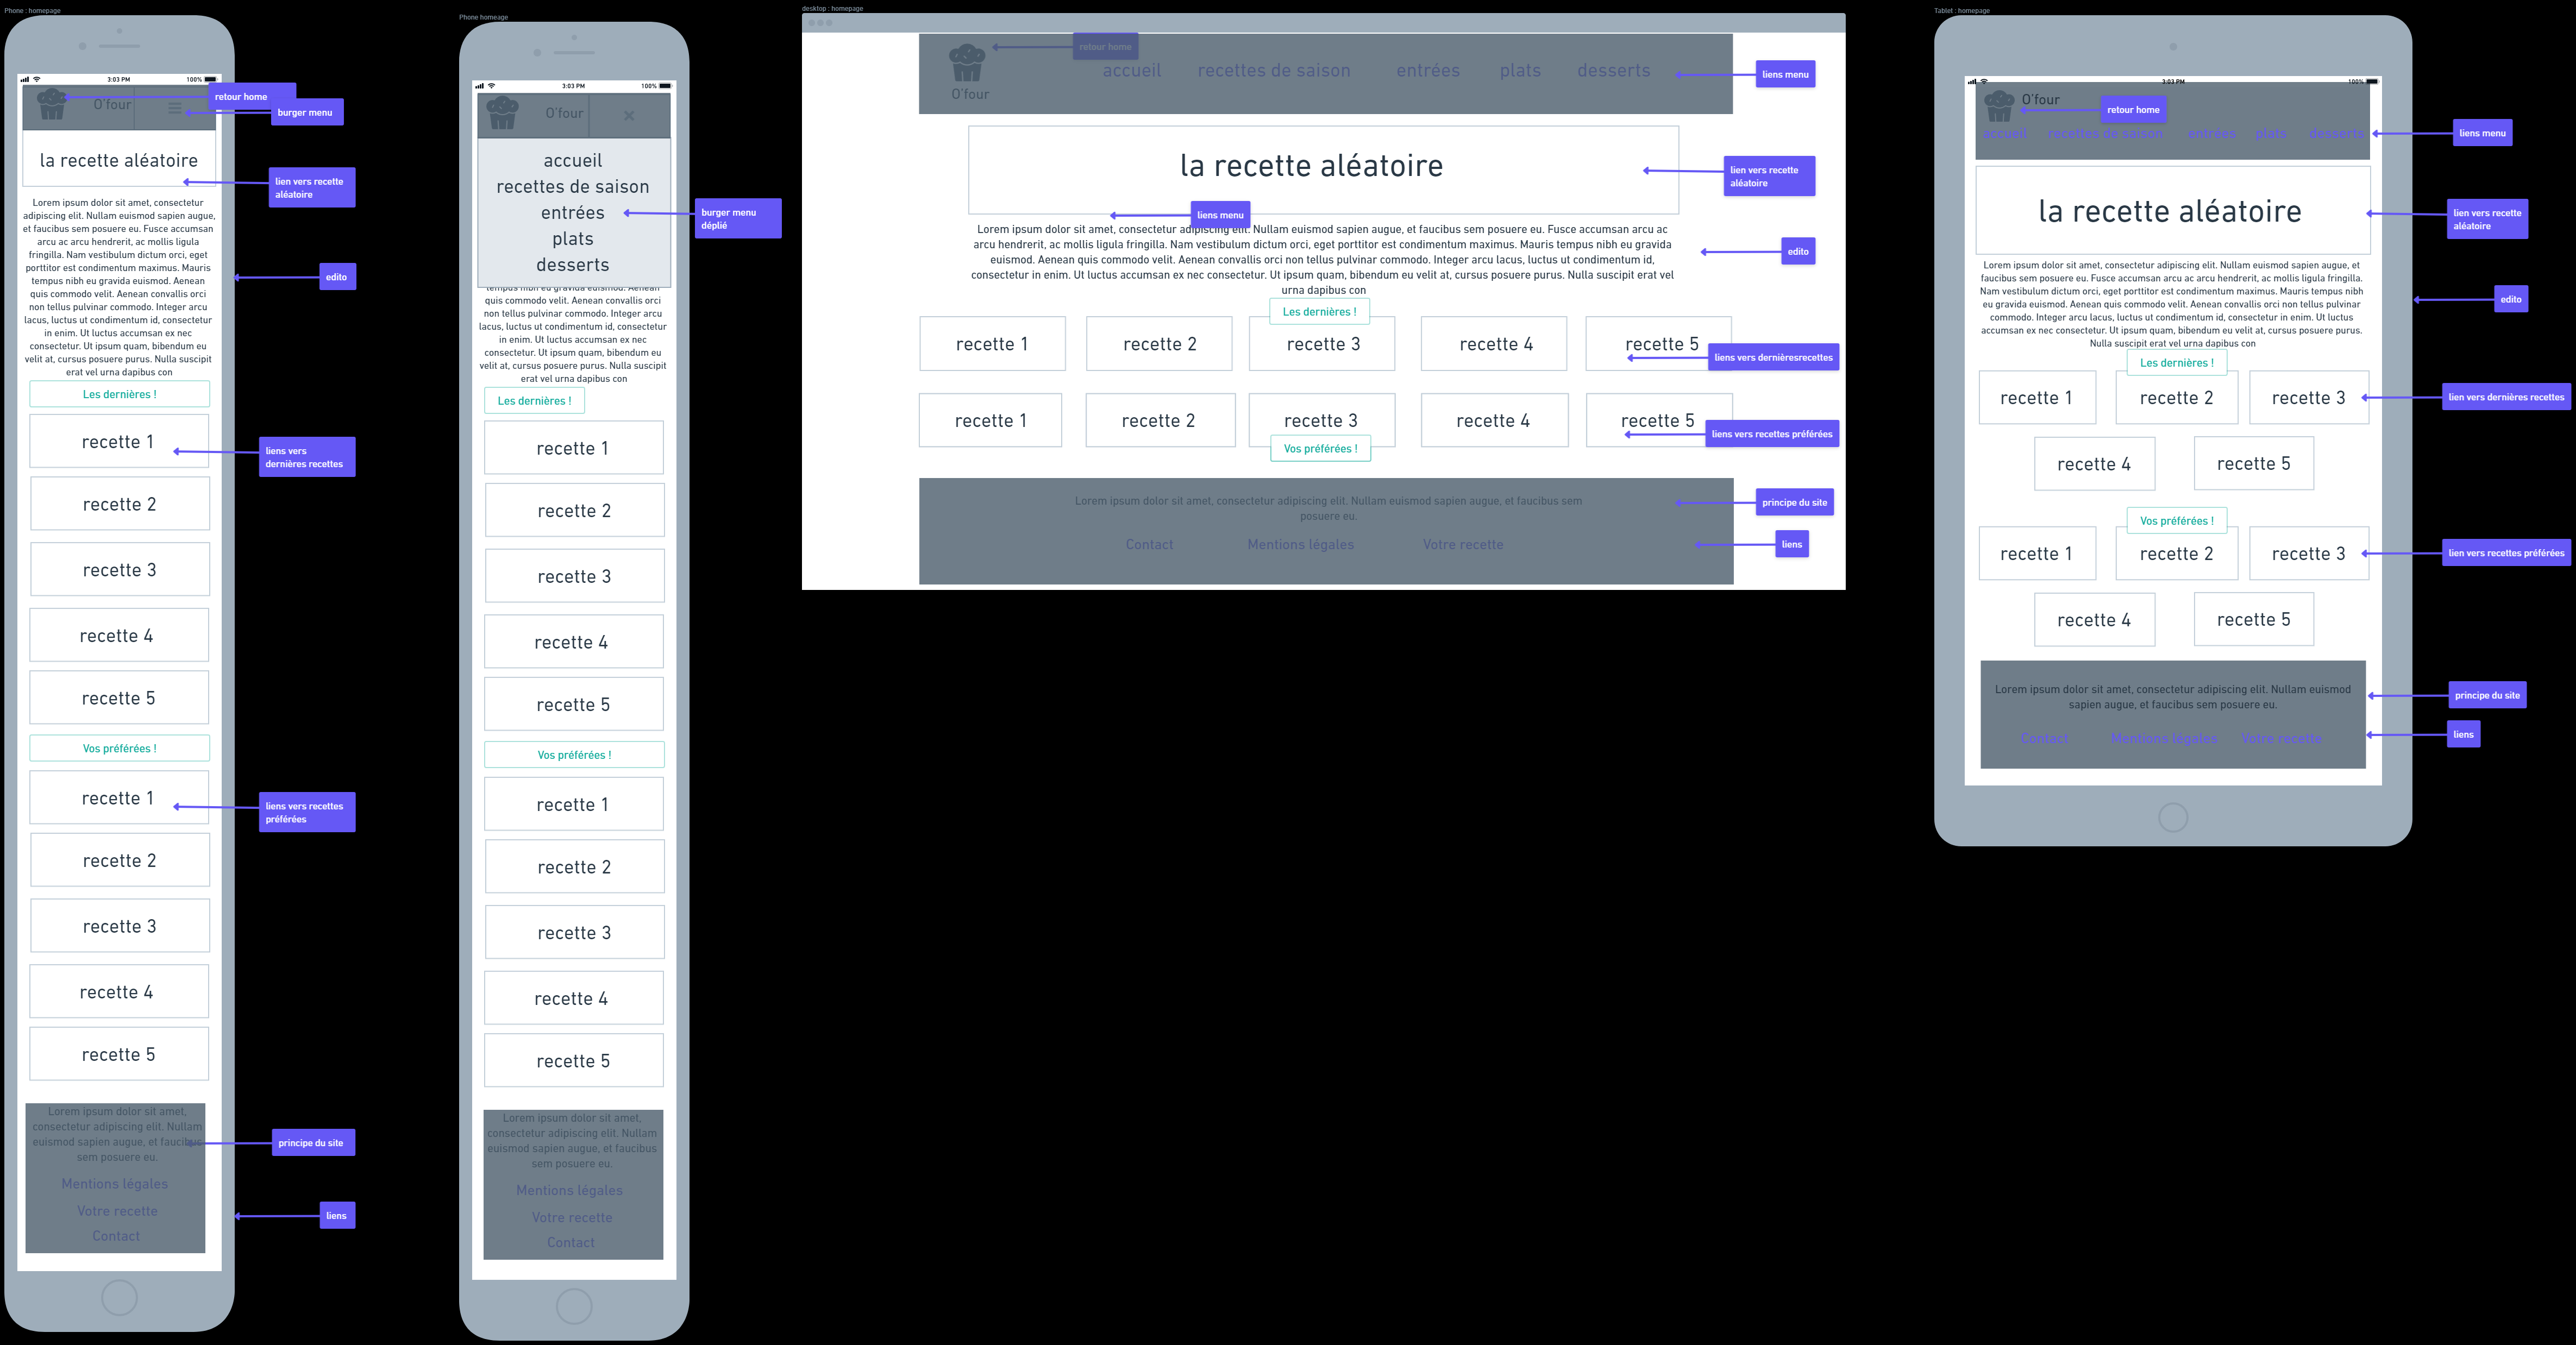 Phone : homepage
3:03 PM
100%
O'four
retour home
burger menu
la recette aléatoire
lien vers recette
aléatoire
Lorem ipsum dolor sit amet, consectetur
adipiscing elit. Nullam euismod sapien augue,
et faucibus sem posuere eu. Fusce accumsan
arcu ac arcu hendrerit, ac mollis ligula
fringilla. Nam vestibulum dictum orci, eget
porttitor est condimentum maximus. Mauris
tempus nibh eu gravida euismod. Aenean
quis commodo velit. Aenean convallis orci
non tellus pulvinar commodo. Integer arcu
lacus, luctus ut condimentum id, consectetur
in enim. Ut luctus accumsan ex nec
consectetur. Ut ipsum quam, bibendum eu
velit at, cursus posuere purus. Nulla suscipit
erat vel urna dapibus con
edito
Les dernières !
recette 1
liens vers
dernières recettes
recette 2
recette 3
recette 4
recette 5
Vos préférées !
recette 1
liens vers recettes
préférées
recette 2
recette 3
recette 4
recette 5
Lorem ipsum dolor sit amet,
consectetur adipiscing elit. Nullam
euismod sapien augue, et faucibus
sem posuere eu.
principe du site
Mentions légales
Votre recette
Contact
liens
Phone homeage
3:03 PM
100%
O'four
accueil
recettes de saison
entrées
plats
desserts
burger menu
déplié
tempus nibh eu gravida euismod. Aenean
quis commodo velit. Aenean convallis orci
non tellus pulvinar commodo. Integer arcu
lacus, luctus ut condimentum id, consectetur
in enim. Ut luctus accumsan ex nec
consectetur. Ut ipsum quam, bibendum eu
velit at, cursus posuere purus. Nulla suscipit
erat vel urna dapibus con
Les dernières !
recette 1
recette 2
recette 3
recette 4
recette 5
Vos préférées !
recette 1
recette 2
recette 3
recette 4
recette 5
Lorem ipsum dolor sit amet,
consectetur adipiscing elit. Nullam
euismod sapien augue, et faucibus
sem posuere eu.
Mentions légales
Votre recette
Contact
desktop : homepage
retour home
O'four
accueil recettes de saison entrées plats desserts
liens menu
la recette aléatoire
lien vers recette
aléatoire
liens menu
Lorem ipsum dolor sit amet, consectetur adipiscing elit. Nullam euismod sapien augue, et faucibus sem posuere eu. Fusce accumsan arcu ac
arcu hendrerit, ac mollis ligula fringilla. Nam vestibulum dictum orci, eget porttitor est condimentum maximus. Mauris tempus nibh eu gravida
euismod. Aenean quis commodo velit. Aenean convallis orci non tellus pulvinar commodo. Integer arcu lacus, luctus ut condimentum id,
consectetur in enim. Ut luctus accumsan ex nec consectetur. Ut ipsum quam, bibendum eu velit at, cursus posuere purus. Nulla suscipit erat vel
urna dapibus con
edito
Les dernières !
recette 1 recette 2 recette 3 recette 4 recette 5
liens vers dernièresrecettes
recette 1 recette 2 recette 3 recette 4 recette 5
liens vers recettes préférées
Vos préférées !
Lorem ipsum dolor sit amet, consectetur adipiscing elit. Nullam euismod sapien augue, et faucibus sem
posuere eu.
principe du site
Contact Mentions légales Votre recette
liens
Tablet : homepage
3:03 PM
100%
O'four
retour home
accueil recettes de saison entrées plats desserts
liens menu
la recette aléatoire
lien vers recette
aléatoire
Lorem ipsum dolor sit amet, consectetur adipiscing elit. Nullam euismod sapien augue, et
faucibus sem posuere eu. Fusce accumsan arcu ac arcu hendrerit, ac mollis ligula fringilla.
Nam vestibulum dictum orci, eget porttitor est condimentum maximus. Mauris tempus nibh
eu gravida euismod. Aenean quis commodo velit. Aenean convallis orci non tellus pulvinar
commodo. Integer arcu lacus, luctus ut condimentum id, consectetur in enim. Ut luctus
accumsan ex nec consectetur. Ut ipsum quam, bibendum eu velit at, cursus posuere purus.
Nulla suscipit erat vel urna dapibus con
edito
Les dernières !
recette 1 recette 2 recette 3
lien vers dernières recettes
recette 4 recette 5
Vos préférées !
recette 1 recette 2 recette 3
lien vers recettes préférées
recette 4 recette 5
Lorem ipsum dolor sit amet, consectetur adipiscing elit. Nullam euismod
sapien augue, et faucibus sem posuere eu.
principe du site
Contact Mentions légales Votre recette
liens